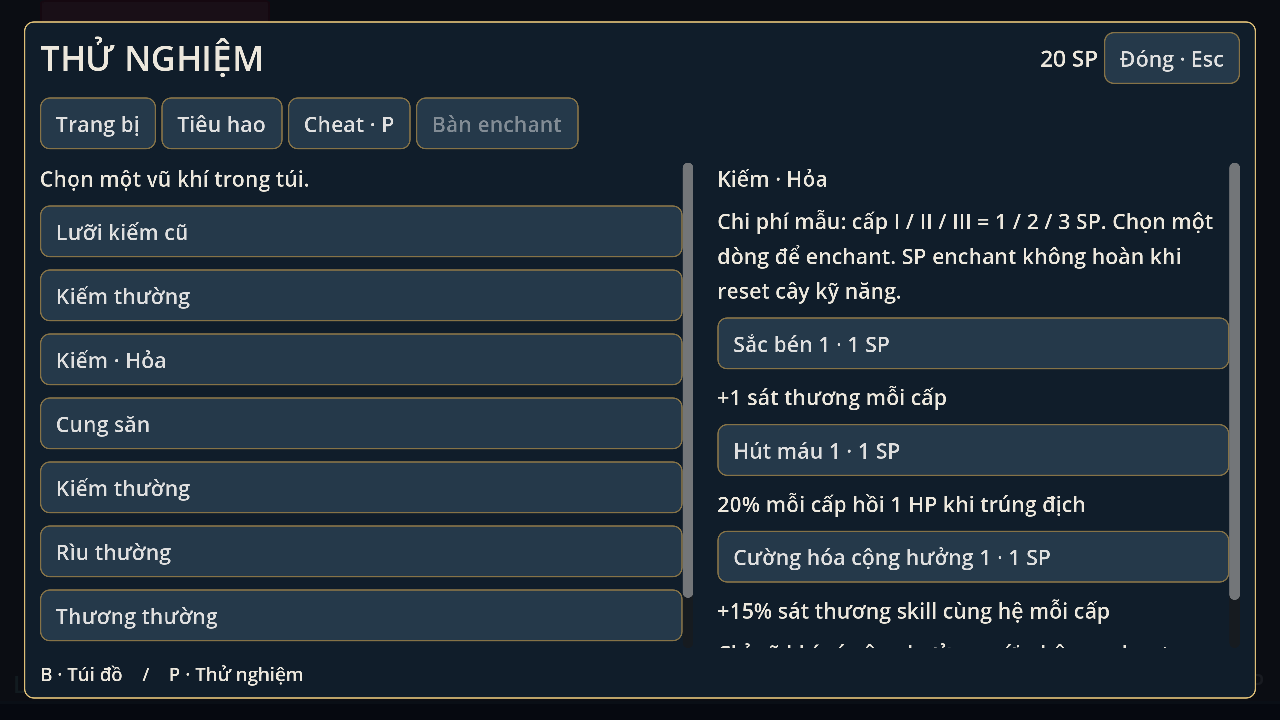 THỬ NGHIỆM
20 SP
Đóng · Esc
Trang bị
Tiêu hao
Cheat · P
Bàn enchant
Chọn một vũ khí trong túi.
Lưỡi kiếm cũ
Kiếm thường
Kiếm · Hỏa
Cung săn
Kiếm thường
Rìu thường
Thương thường
Kiếm · Hỏa
Chi phí mẫu: cấp I / II / III = 1 / 2 / 3 SP. Chọn một
dòng để enchant. SP enchant không hoàn khi
reset cây kỹ năng.
Sắc bén 1 · 1 SP
+1 sát thương mỗi cấp
Hút máu 1 · 1 SP
20% mỗi cấp hồi 1 HP khi trúng địch
Cường hóa cộng hưởng 1 · 1 SP
+15% sát thương skill cùng hệ mỗi cấp
B · Túi đồ / P · Thử nghiệm